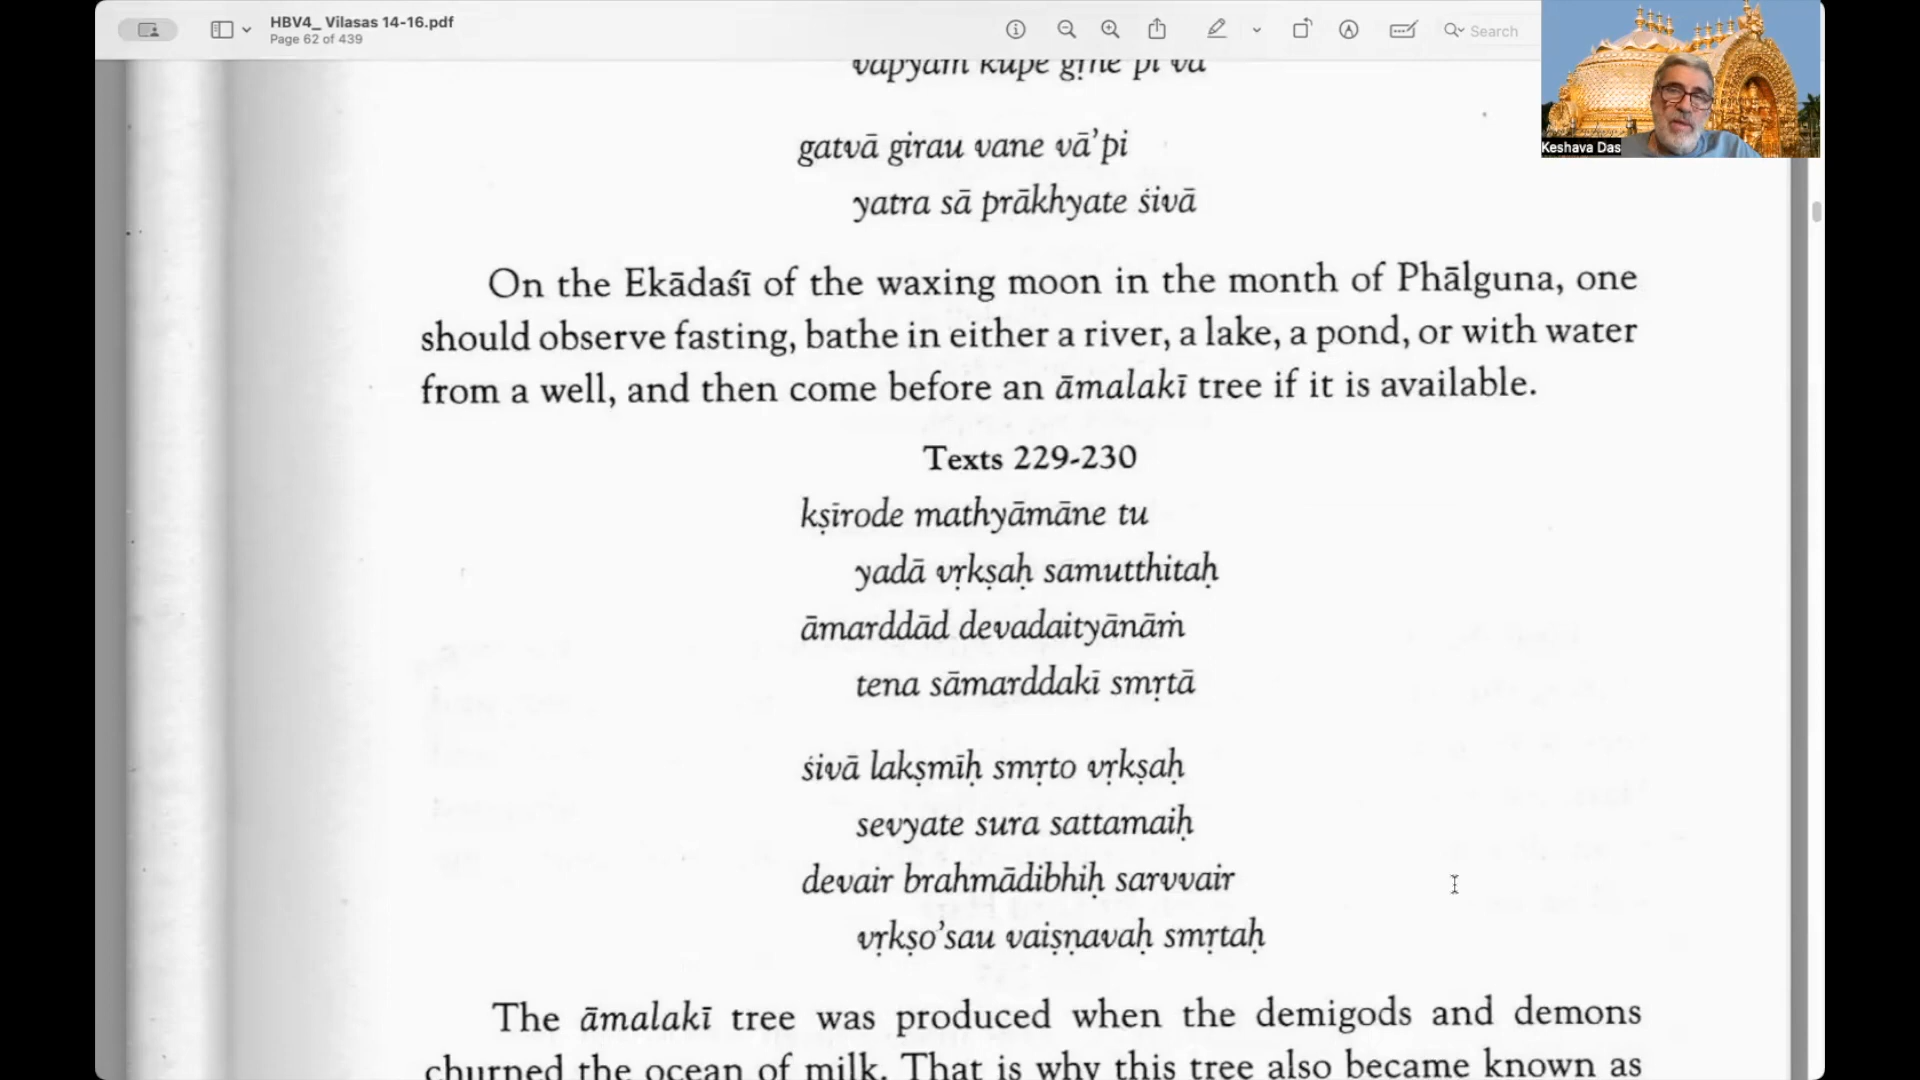 HBV4_ Vilasas 14-16.pdf
Page 62 of 439
Search
Keshava Das
vāpyāṁ kūpe gṛhe pi vā
gatvā girau vane vā'pi
yatra sā prākhyate śivā
On the Ekādaśī of the waxing moon in the month of Phālguna, one
should observe fasting, bathe in either a river, a lake, a pond, or with water
from a well, and then come before an āmalakī tree if it is available.
Texts 229-230
kṣīrode mathyāmāne tu
yadā vṛkṣaḥ samutthitaḥ
āmarddād devadaityānāṁ
tena sāmarddakī smṛtā
śivā lakṣmīḥ smṛto vṛkṣaḥ
sevyate sura sattamaiḥ
devair brahmādibhiḥ sarvvair
vṛkṣo'sau vaiṣṇavaḥ smṛtaḥ
The āmalakī tree was produced when the demigods and demons
churned the ocean of milk. That is why this tree also became known as